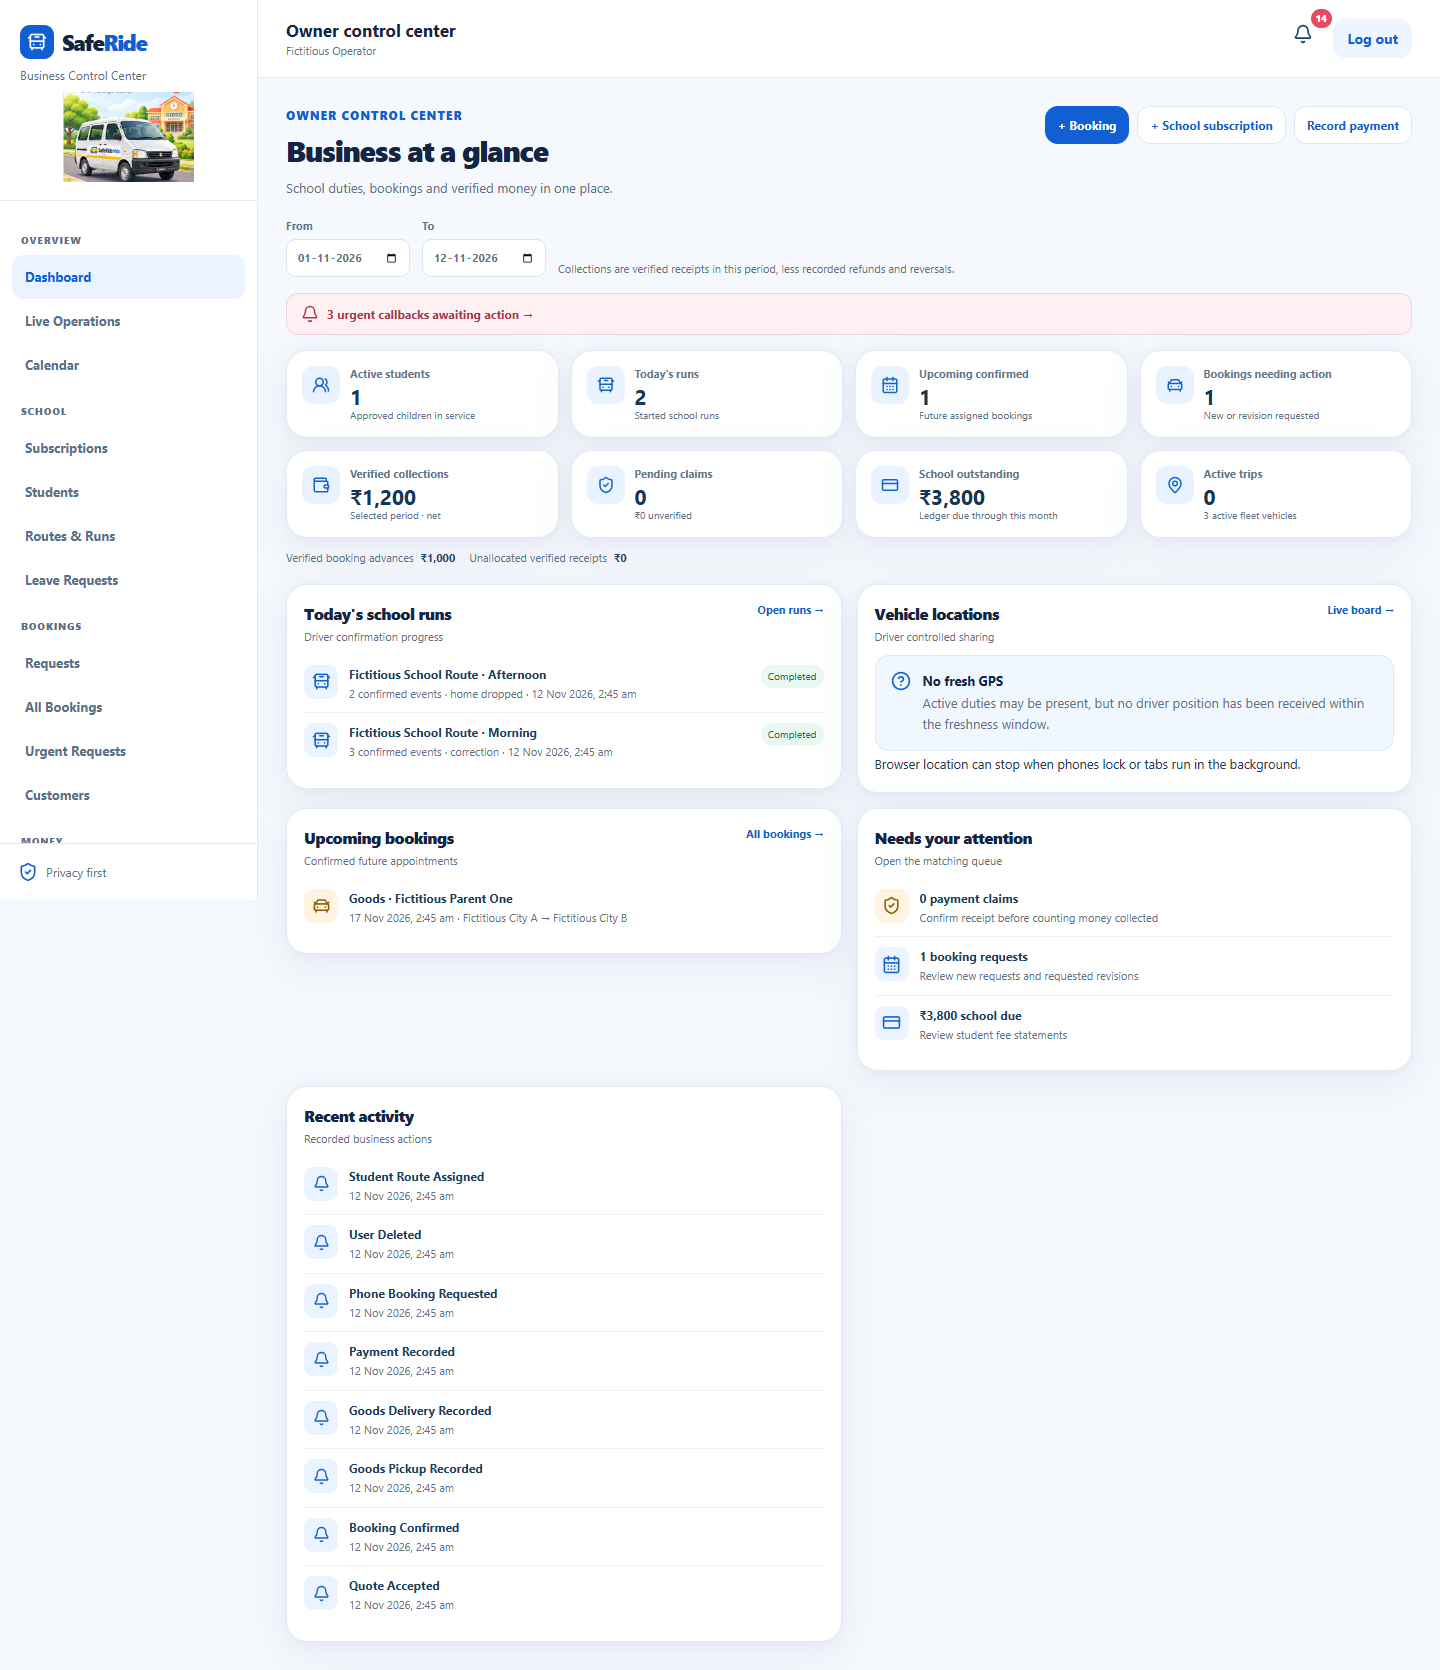 SafeRide
Business Control Center
OVERVIEW
Dashboard
Live Operations
Calendar
SCHOOL
Subscriptions
Students
Routes & Runs
Leave Requests
BOOKINGS
Requests
All Bookings
Urgent Requests
Customers
MONEY
Privacy first
Owner control center
Fictitious Operator
14
Log out
OWNER CONTROL CENTER
Business at a glance
School duties, bookings and verified money in one place.
+ Booking
+ School subscription
Record payment
From
To
01-11-2026
12-11-2026
Collections are verified receipts in this period, less recorded refunds and reversals.
3 urgent callbacks awaiting action →
Active students
1
Approved children in service
Today's runs
2
Started school runs
Upcoming confirmed
1
Future assigned bookings
Bookings needing action
1
New or revision requested
Verified collections
₹1,200
Selected period · net
Pending claims
0
₹0 unverified
School outstanding
₹3,800
Ledger due through this month
Active trips
0
3 active fleet vehicles
Verified booking advances ₹1,000 Unallocated verified receipts ₹0
Today's school runs
Open runs →
Driver confirmation progress
Fictitious School Route · Afternoon
Completed
2 confirmed events · home dropped · 12 Nov 2026, 2:45 am
Fictitious School Route · Morning
Completed
3 confirmed events · correction · 12 Nov 2026, 2:45 am
Vehicle locations
Live board →
Driver controlled sharing
No fresh GPS
Active duties may be present, but no driver position has been received within
the freshness window.
Browser location can stop when phones lock or tabs run in the background.
Upcoming bookings
All bookings →
Confirmed future appointments
Goods · Fictitious Parent One
17 Nov 2026, 2:45 am · Fictitious City A → Fictitious City B
Needs your attention
Open the matching queue
0 payment claims
Confirm receipt before counting money collected
1 booking requests
Review new requests and requested revisions
₹3,800 school due
Review student fee statements
Recent activity
Recorded business actions
Student Route Assigned
12 Nov 2026, 2:45 am
User Deleted
12 Nov 2026, 2:45 am
Phone Booking Requested
12 Nov 2026, 2:45 am
Payment Recorded
12 Nov 2026, 2:45 am
Goods Delivery Recorded
12 Nov 2026, 2:45 am
Goods Pickup Recorded
12 Nov 2026, 2:45 am
Booking Confirmed
12 Nov 2026, 2:45 am
Quote Accepted
12 Nov 2026, 2:45 am